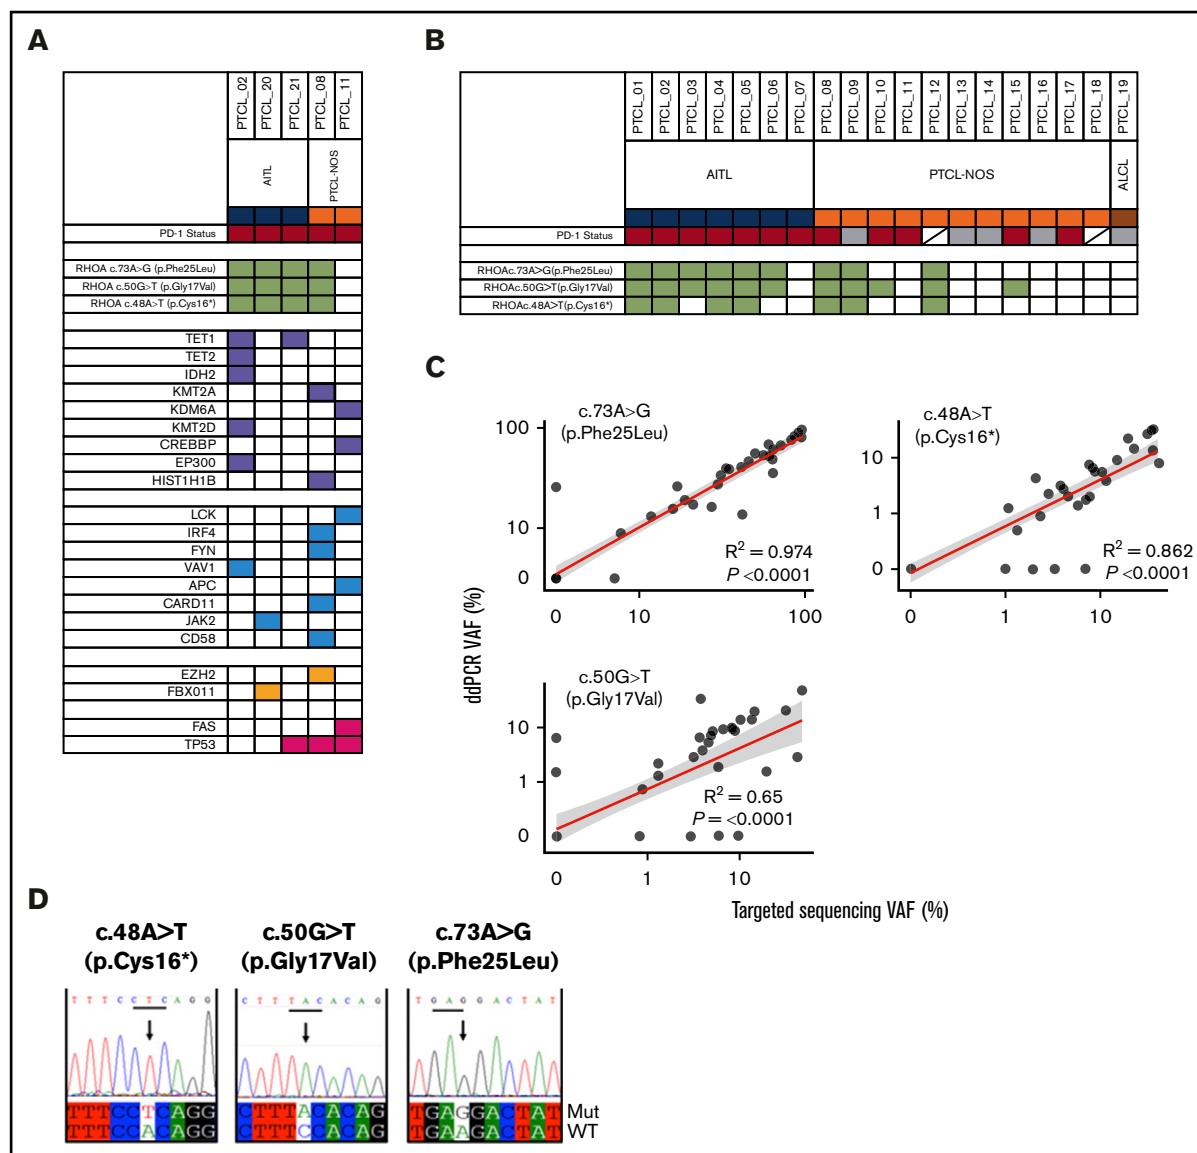 A
PTCL_02
PTCL_20
PTCL_21
PTCL_08
PTCL_11
AITL
PTCL-NOS
PD-1 Status
RHOA c.73A>G (p.Phe25Leu)
RHOA c.50G>T (p.Gly17Val)
RHOA c.48A>T (p.Cys16*)
TET1
TET2
IDH2
KMT2A
KDM6A
KMT2D
CREBBP
EP300
HIST1H1B
LCK
IRF4
FYN
VAV1
APC
CARD11
JAK2
CD58
EZH2
FBX011
FAS
TP53
B
PTCL_01
PTCL_02
PTCL_03
PTCL_04
PTCL_05
PTCL_06
PTCL_07
PTCL_08
PTCL_09
PTCL_10
PTCL_11
PTCL_12
PTCL_13
PTCL_14
PTCL_15
PTCL_16
PTCL_17
PTCL_18
PTCL_19
AITL
PTCL-NOS
ALCL
PD-1 Status
RHOAc.73A>G(p.Phe25Leu)
RHOAc.50G>T(p.Gly17Val)
RHOAc.48A>T(p.Cys16*)
C
c.73A>G
(p.Phe25Leu)
100
10
0
R² = 0.974
P <0.0001
0 10 100
c.48A>T
(p.Cys16*)
10
1
0
R² = 0.862
P <0.0001
0 1 10
ddPCR VAF (%)
c.50G>T
(p.Gly17Val)
10
1
0
R² = 0.65
P = <0.0001
0 1 10
Targeted sequencing VAF (%)
D
c.48A>T
(p.Cys16*)
T T T C C T C A G G
TTTCCTCAGG
TTTCCACAGG
c.50G>T
(p.Gly17Val)
C T T T A C A C A G
CTTTACACAG
CTTTCCACAG
c.73A>G
(p.Phe25Leu)
T G A G G A C T A T
TGAGGACTAT
TGAAGACTAT
Mut
WT